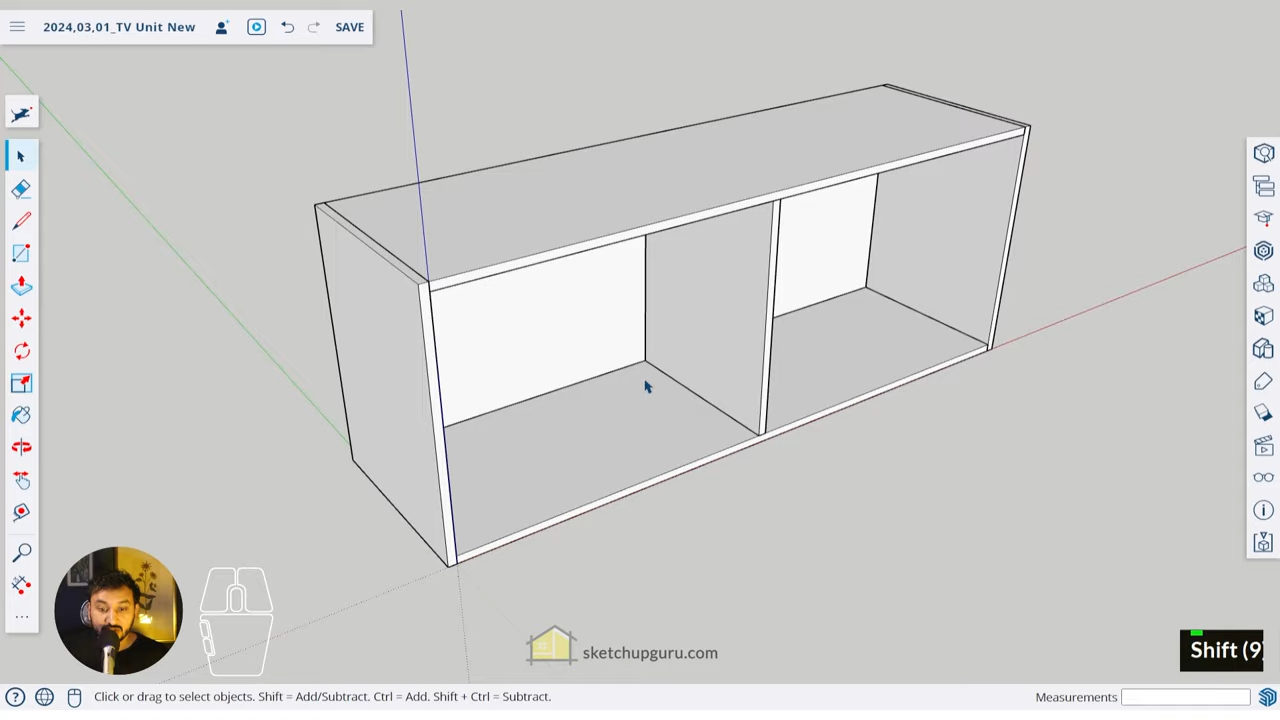 2024,03,01_TV Unit New
SAVE
sketchupguru.com
Shift (9
Click or drag to select objects. Shift = Add/Subtract. Ctrl = Add. Shift + Ctrl = Subtract.
Measurements